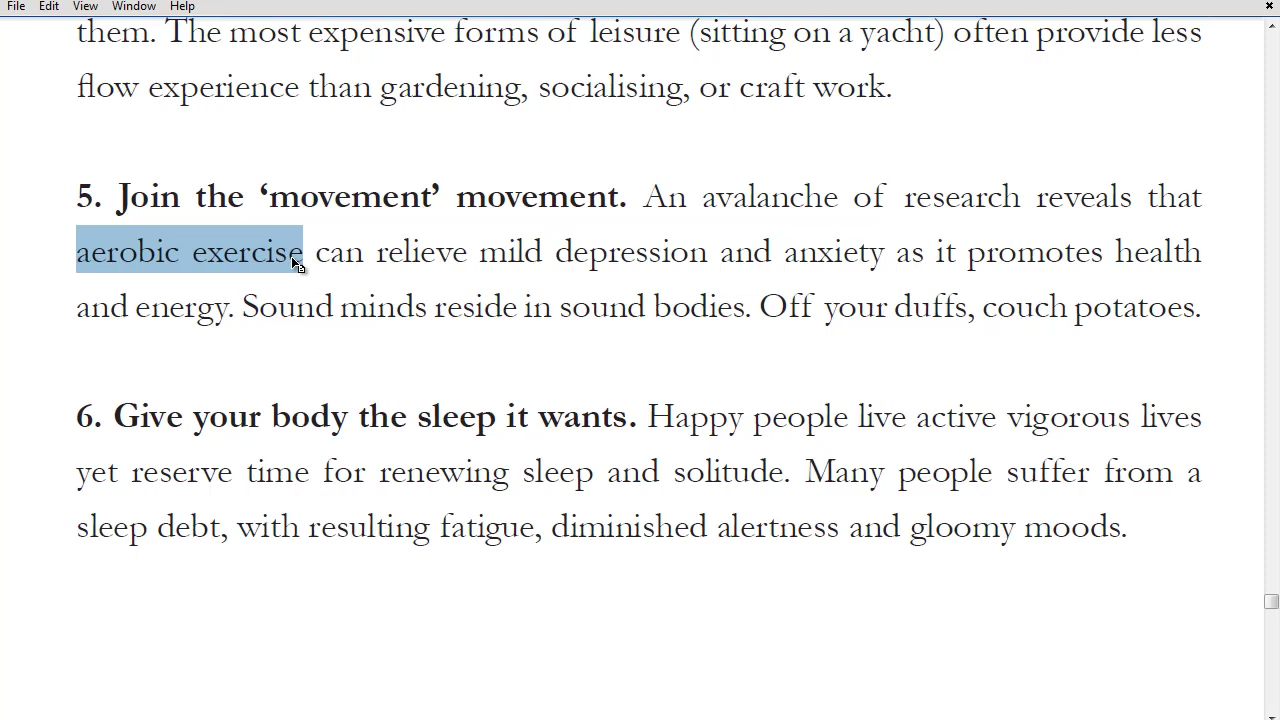 File Edit View Window Help
them. The most expensive forms of leisure (sitting on a yacht) often provide less
flow experience than gardening, socialising, or craft work.
5. Join the ‘movement’ movement. An avalanche of research reveals that
aerobic exercise can relieve mild depression and anxiety as it promotes health
and energy. Sound minds reside in sound bodies. Off your duffs, couch potatoes.
6. Give your body the sleep it wants. Happy people live active vigorous lives
yet reserve time for renewing sleep and solitude. Many people suffer from a
sleep debt, with resulting fatigue, diminished alertness and gloomy moods.